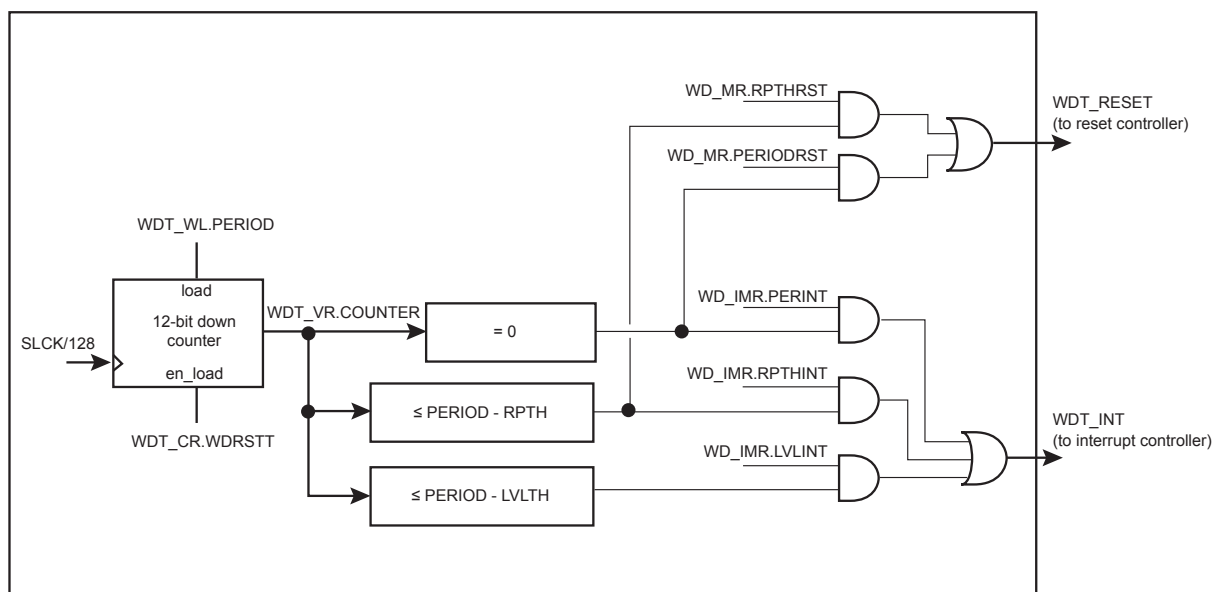 WD_MR.RPTHRST
WDT_RESET
(to reset controller)
WD_MR.PERIODRST
WDT_WL.PERIOD
load
12-bit down
counter
en_load
SLCK/128
WDT_CR.WDRSTT
WDT_VR.COUNTER
= 0
WD_IMR.PERINT
≤ PERIOD - RPTH
WD_IMR.RPTHINT
WDT_INT
(to interrupt controller)
WD_IMR.LVLINT
≤ PERIOD - LVLTH